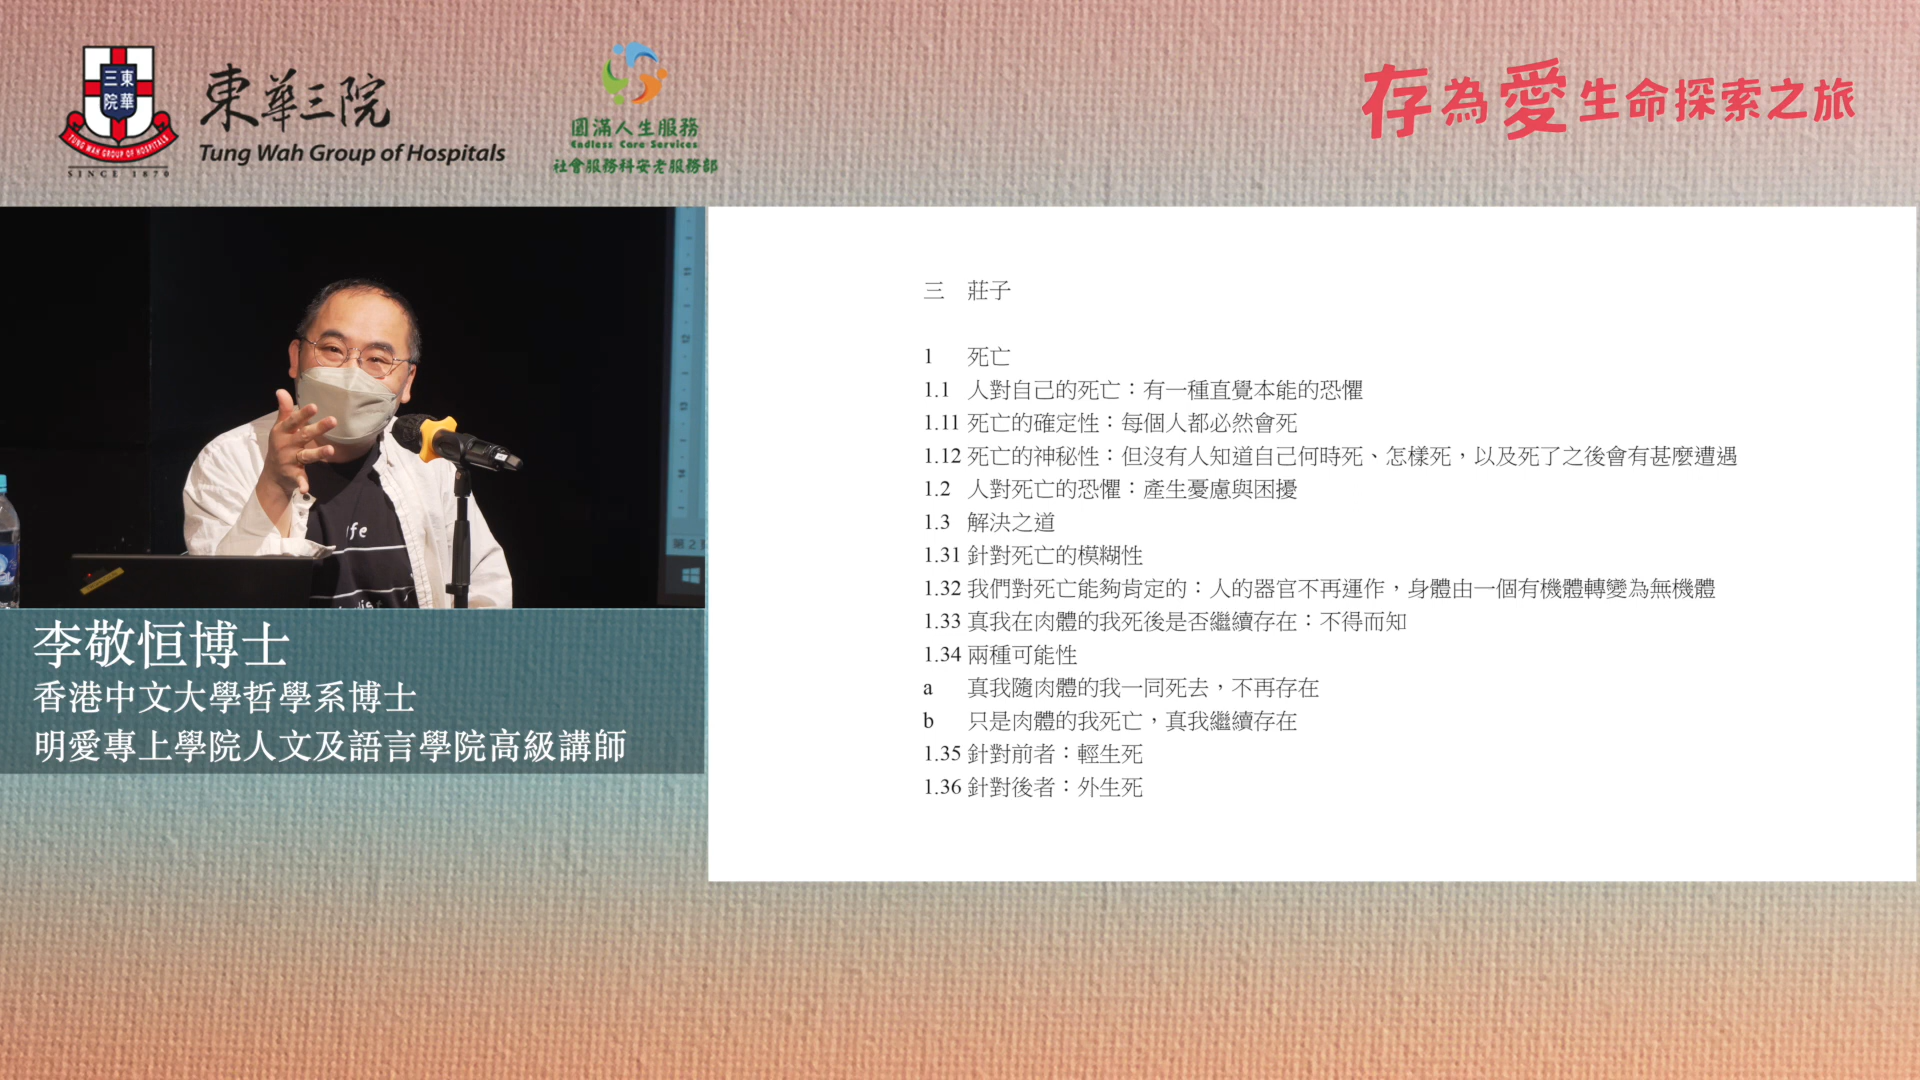 東華三院
TUNG WAH GROUP OF HOSPITALS
SINCE 1870
東華三院
Tung Wah Group of Hospitals
圓滿人生服務
Endless Care Services
社會服務科安老服務部
存為愛生命探索之旅
李敬恒博士
香港中文大學哲學系博士
明愛專上學院人文及語言學院高級講師
三 莊子
1 死亡
1.1 人對自己的死亡：有一種直覺本能的恐懼
1.11 死亡的確定性：每個人都必然會死
1.12 死亡的神秘性：但沒有人知道自己何時死、怎樣死，以及死了之後會有甚麼遭遇
1.2 人對死亡的恐懼：產生憂慮與困擾
1.3 解決之道
1.31 針對死亡的模糊性
1.32 我們對死亡能夠肯定的：人的器官不再運作，身體由一個有機體轉變為無機體
1.33 真我在肉體的我死後是否繼續存在：不得而知
1.34 兩種可能性
a 真我隨肉體的我一同死去，不再存在
b 只是肉體的我死亡，真我繼續存在
1.35 針對前者：輕生死
1.36 針對後者：外生死